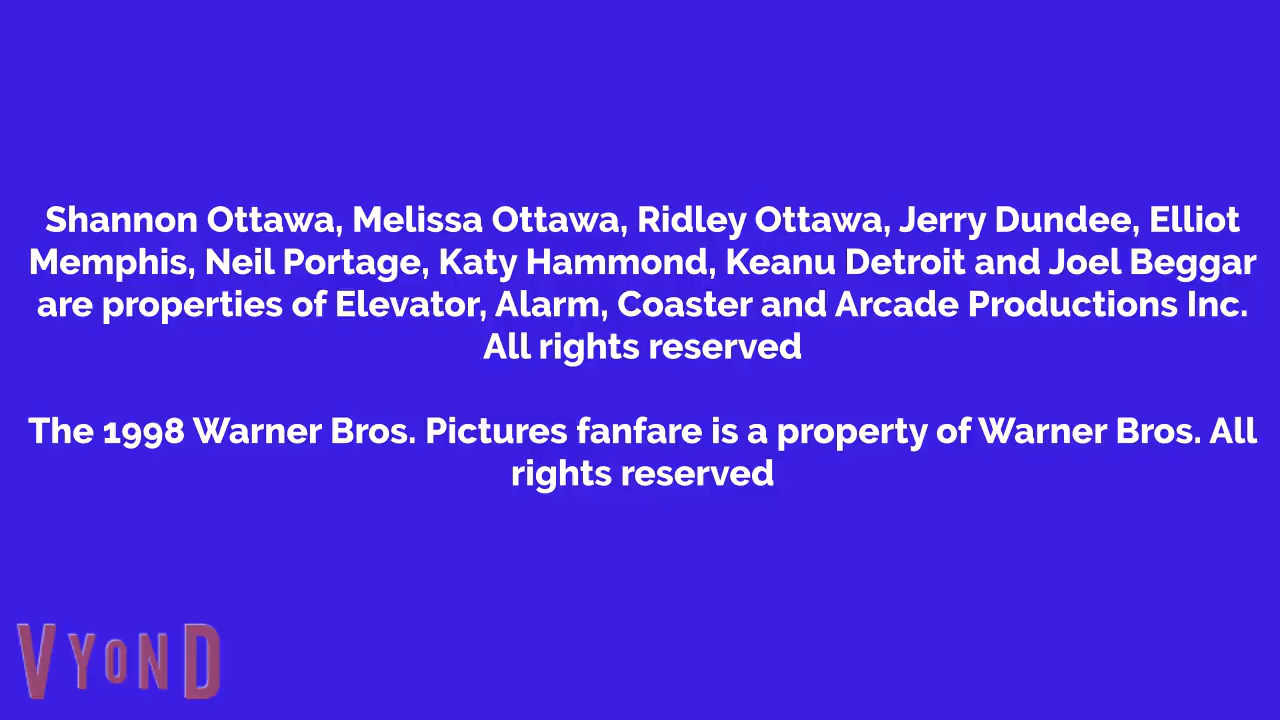 Shannon Ottawa, Melissa Ottawa, Ridley Ottawa, Jerry Dundee, Elliot
Memphis, Neil Portage, Katy Hammond, Keanu Detroit and Joel Beggar
are properties of Elevator, Alarm, Coaster and Arcade Productions Inc.
All rights reserved
The 1998 Warner Bros. Pictures fanfare is a property of Warner Bros. All
rights reserved
VYOND